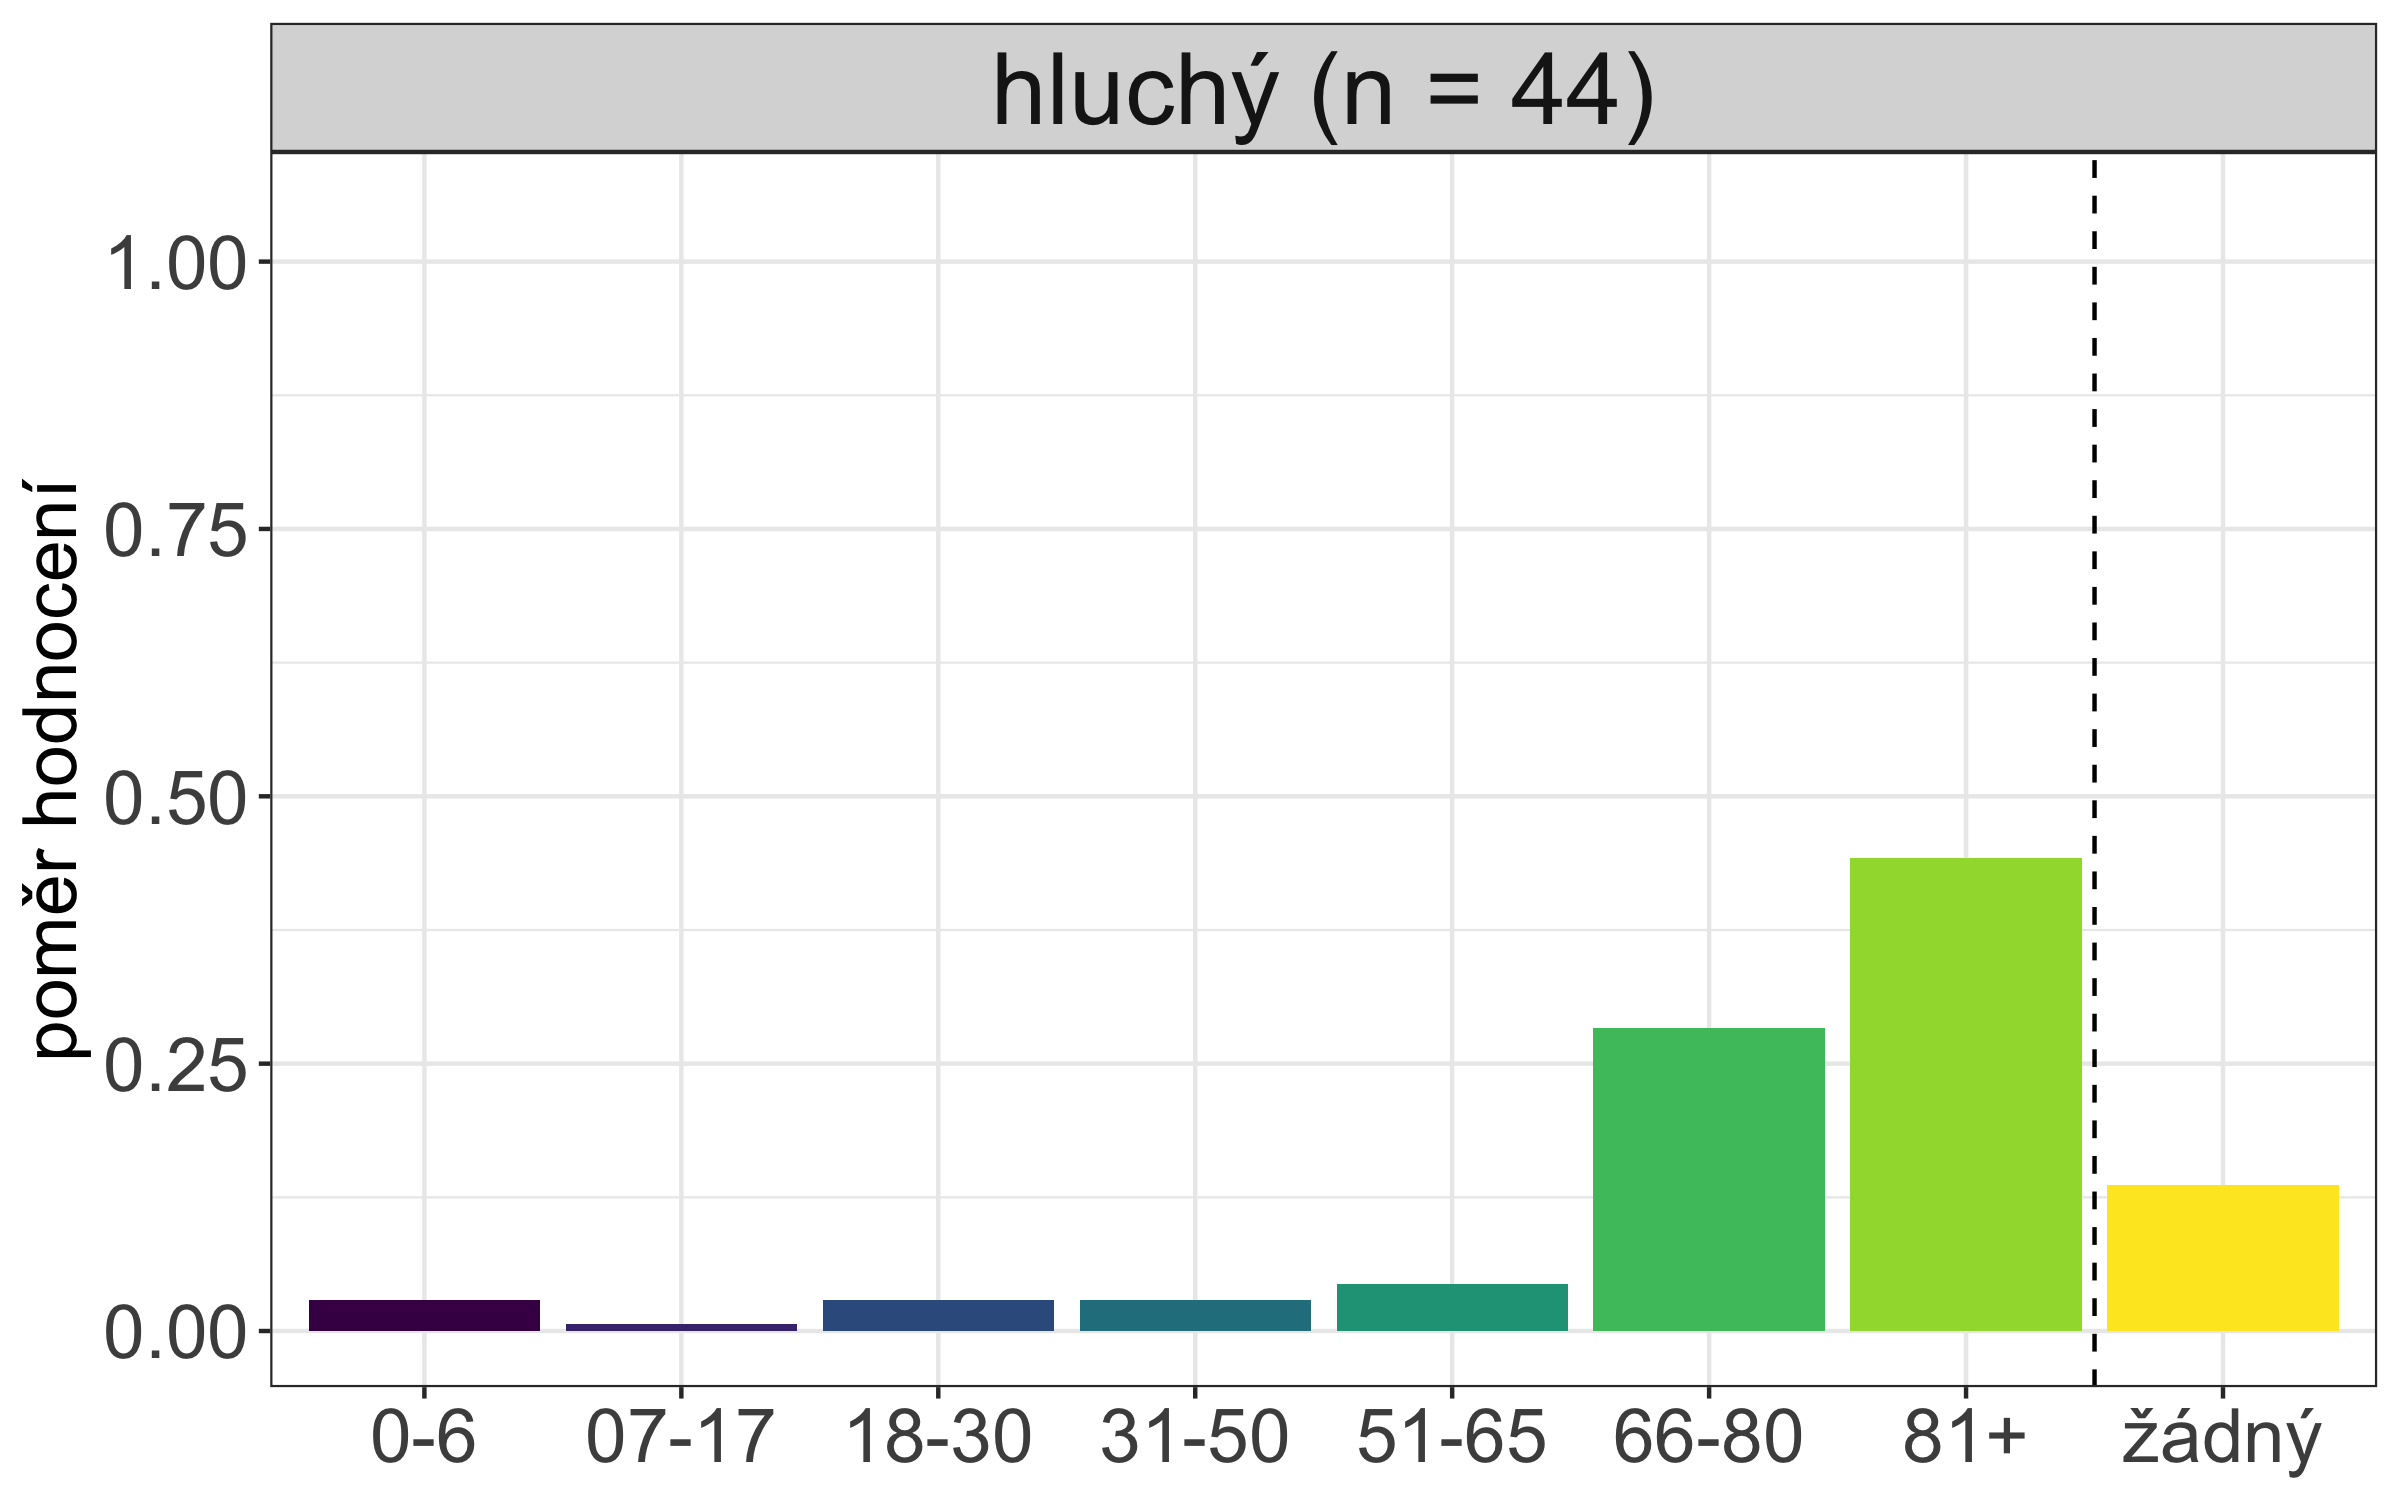 hluchý (n = 44)
poměr hodnocení
1.00
0.75
0.50
0.25
0.00
0-6 07-17 18-30 31-50 51-65 66-80 81+ žádný